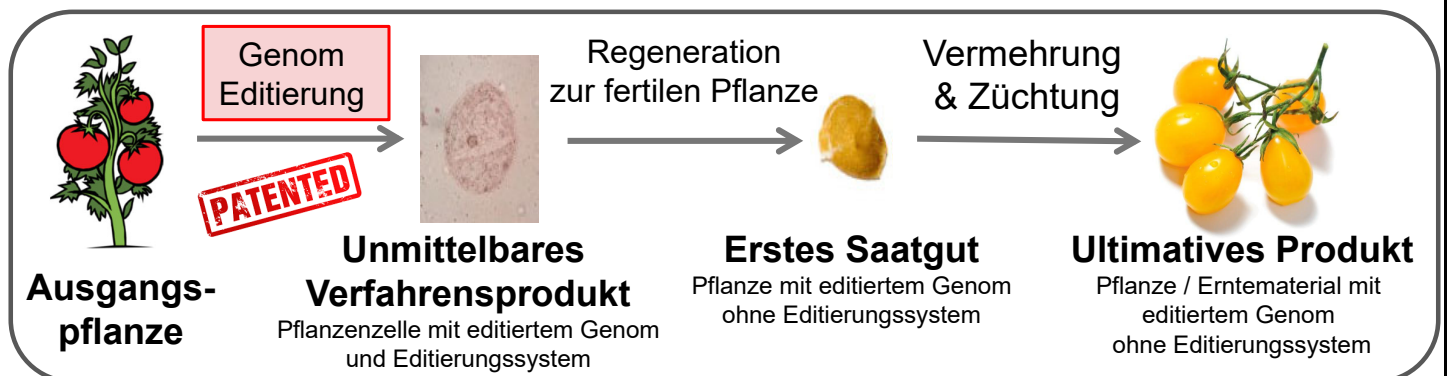 Genom
Editierung
PATENTED
Regeneration
zur fertilen Pflanze
Vermehrung
& Züchtung
Ausgangs-
pflanze
Unmittelbares
Verfahrensprodukt
Pflanzenzelle mit editiertem Genom
und Editierungssystem
Erstes Saatgut
Pflanze mit editiertem Genom
ohne Editierungssystem
Ultimatives Produkt
Pflanze / Erntematerial mit
editiertem Genom
ohne Editierungssystem